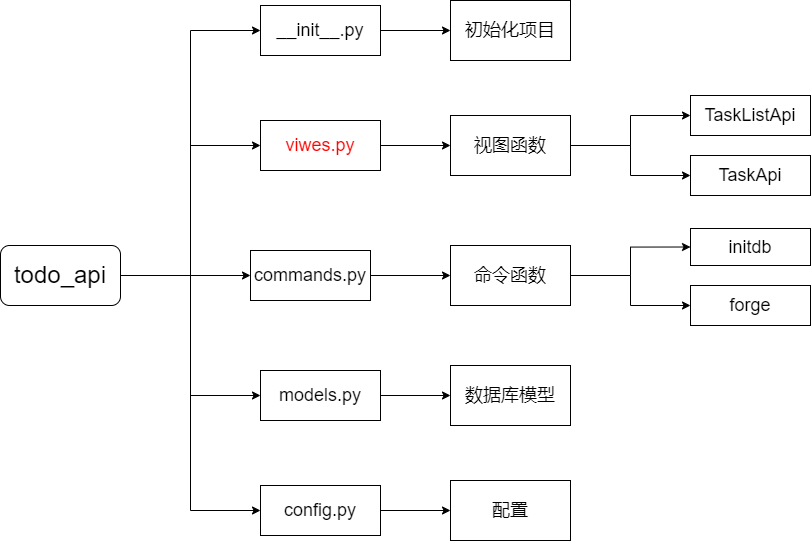 todo_api
__init__.py
初始化项目
viwes.py
视图函数
TaskListApi
TaskApi
commands.py
命令函数
initdb
forge
models.py
数据库模型
config.py
配置